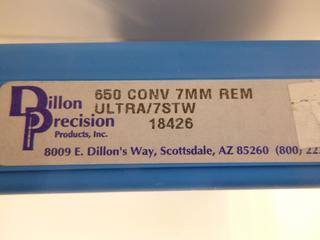 Dillon
Precision
Products, Inc.
650 CONV 7MM REM
ULTRA/7STW
18426
8009 E. Dillon's Way, Scottsdale, AZ 85260 (800)